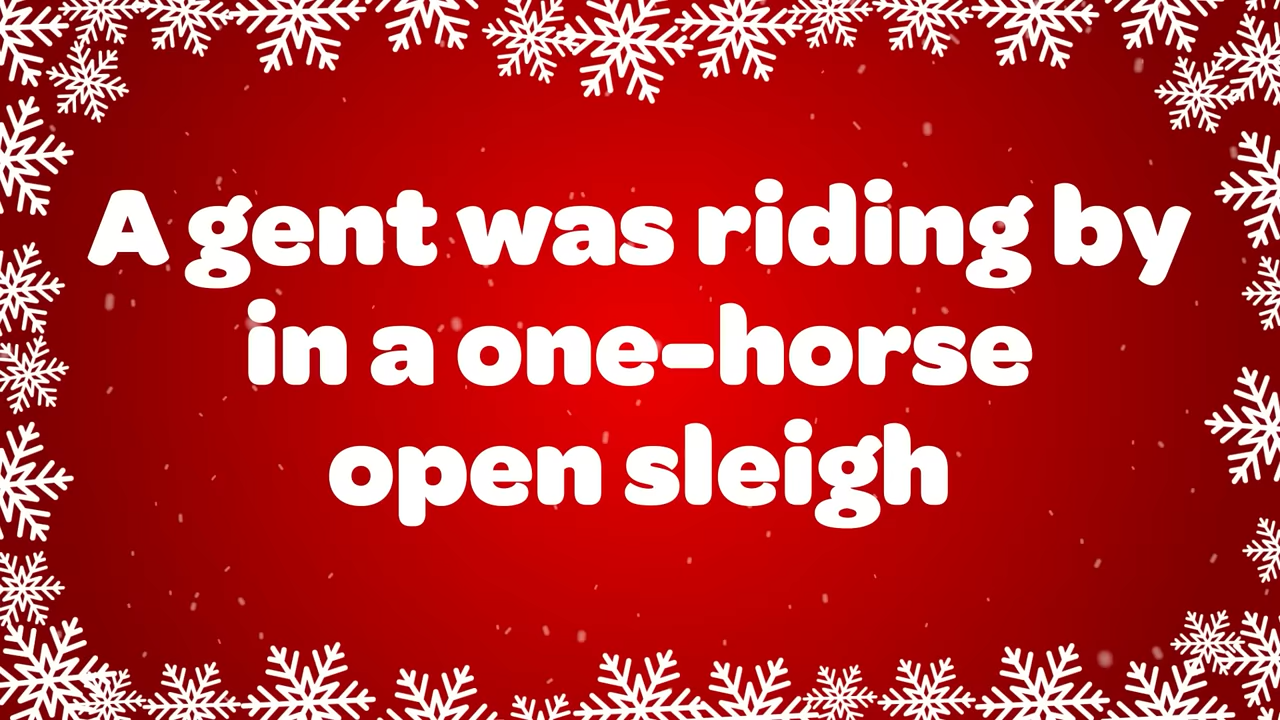 A gent was riding by
in a one-horse
open sleigh